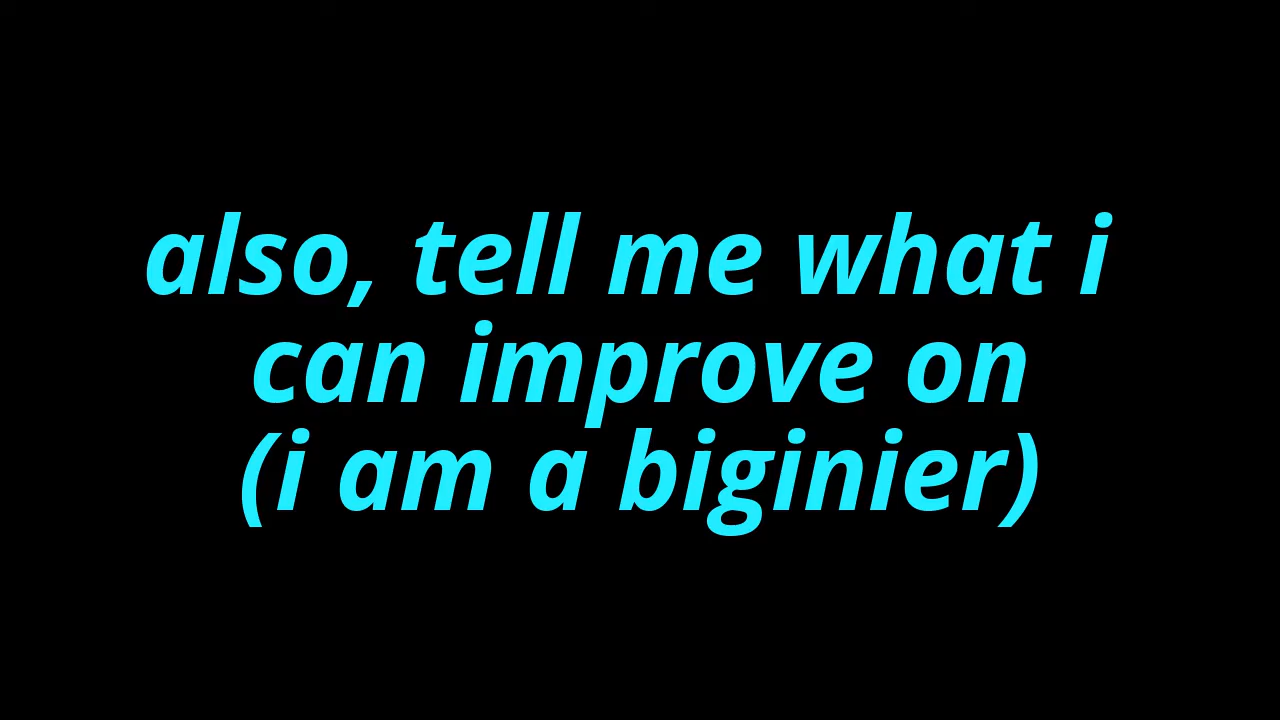 also, tell me what i
can improve on
(i am a biginier)